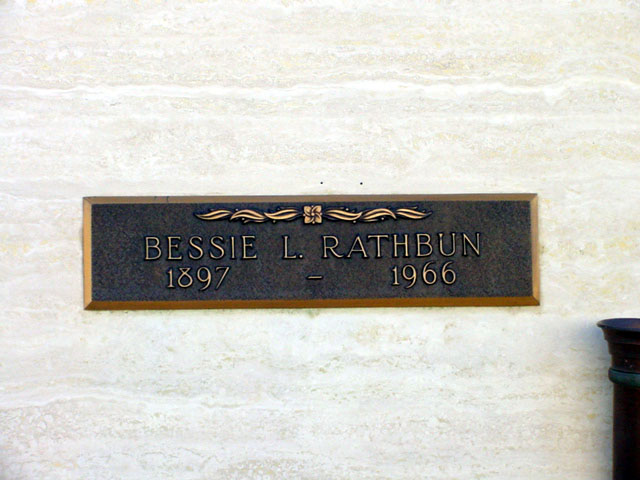 BESSIE L. RATHBUN
1897 – 1966